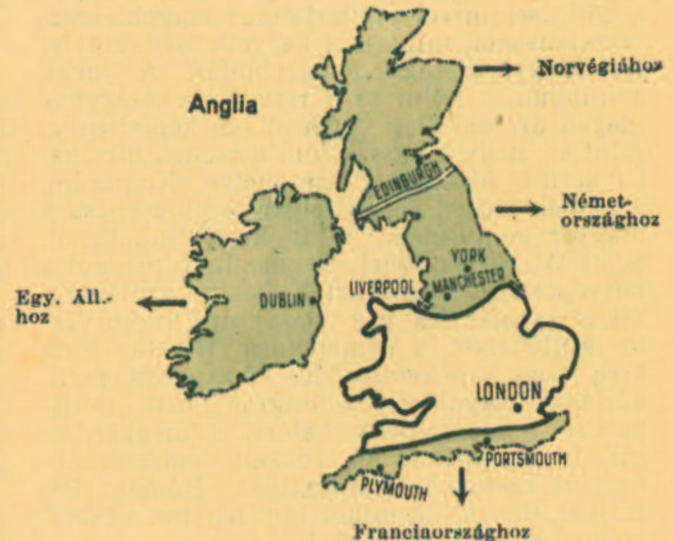 Anglia
Norvégiához
EDINBURGH
Német-
országhoz
YORK
LIVERPOOL
MANCHESTER
Egy. Áll.-
hoz
DUBLIN
LONDON
PORTSMOUTH
PLYMOUTH
Franciaországhoz